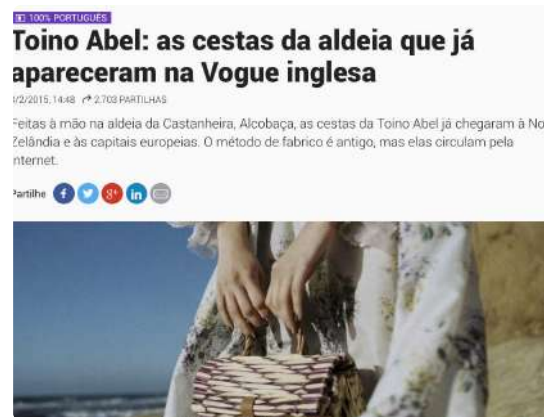 100% PORTUGUÊS
Toino Abel: as cestas da aldeia que já
apareceram na Vogue inglesa
/2/2015, 14:48 2,703 PARTILHAS
Feitas à mão na aldeia da Castanheira, Alcobaça, as cestas da Toino Abel já chegaram à No
Zelândia e às capitais europeias. O método de fabrico é antigo, mas elas circulam pela
nternet.
Partilhe